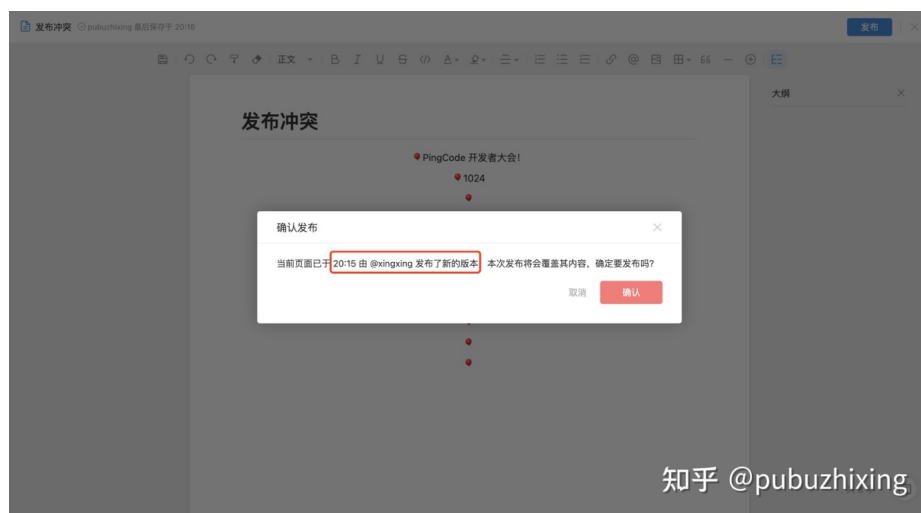 发布冲突 pubuzhixing 最后保存于 20:16
发布
正文 B I U S A @ 66
大纲
发布冲突
PingCode 开发者大会!
1024
确认发布
当前页面已于 20:15 由 @xingxing 发布了新的版本 本次发布将会覆盖其内容，确定要发布吗?
取消 确认
知乎 @pubuzhixing